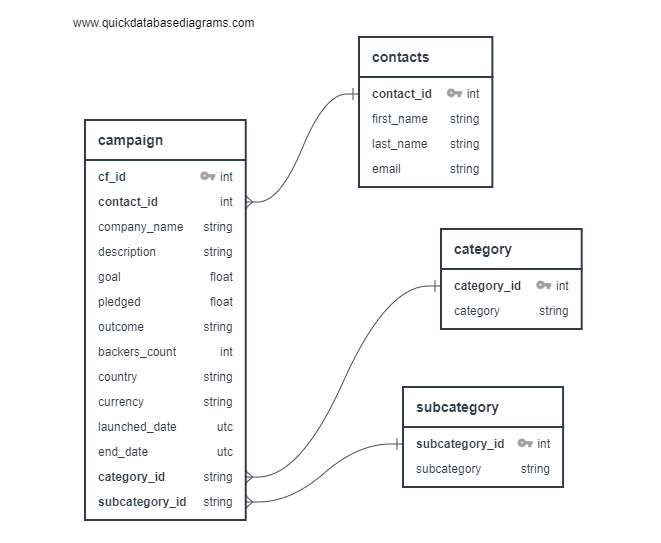 www.quickdatabasediagrams.com
contacts
contact_id int
first_name string
last_name string
email string
campaign
cf_id int
contact_id int
company_name string
description string
goal float
pledged float
outcome string
backers_count int
country string
currency string
launched_date utc
end_date utc
category_id string
subcategory_id string
category
category_id int
category string
subcategory
subcategory_id int
subcategory string